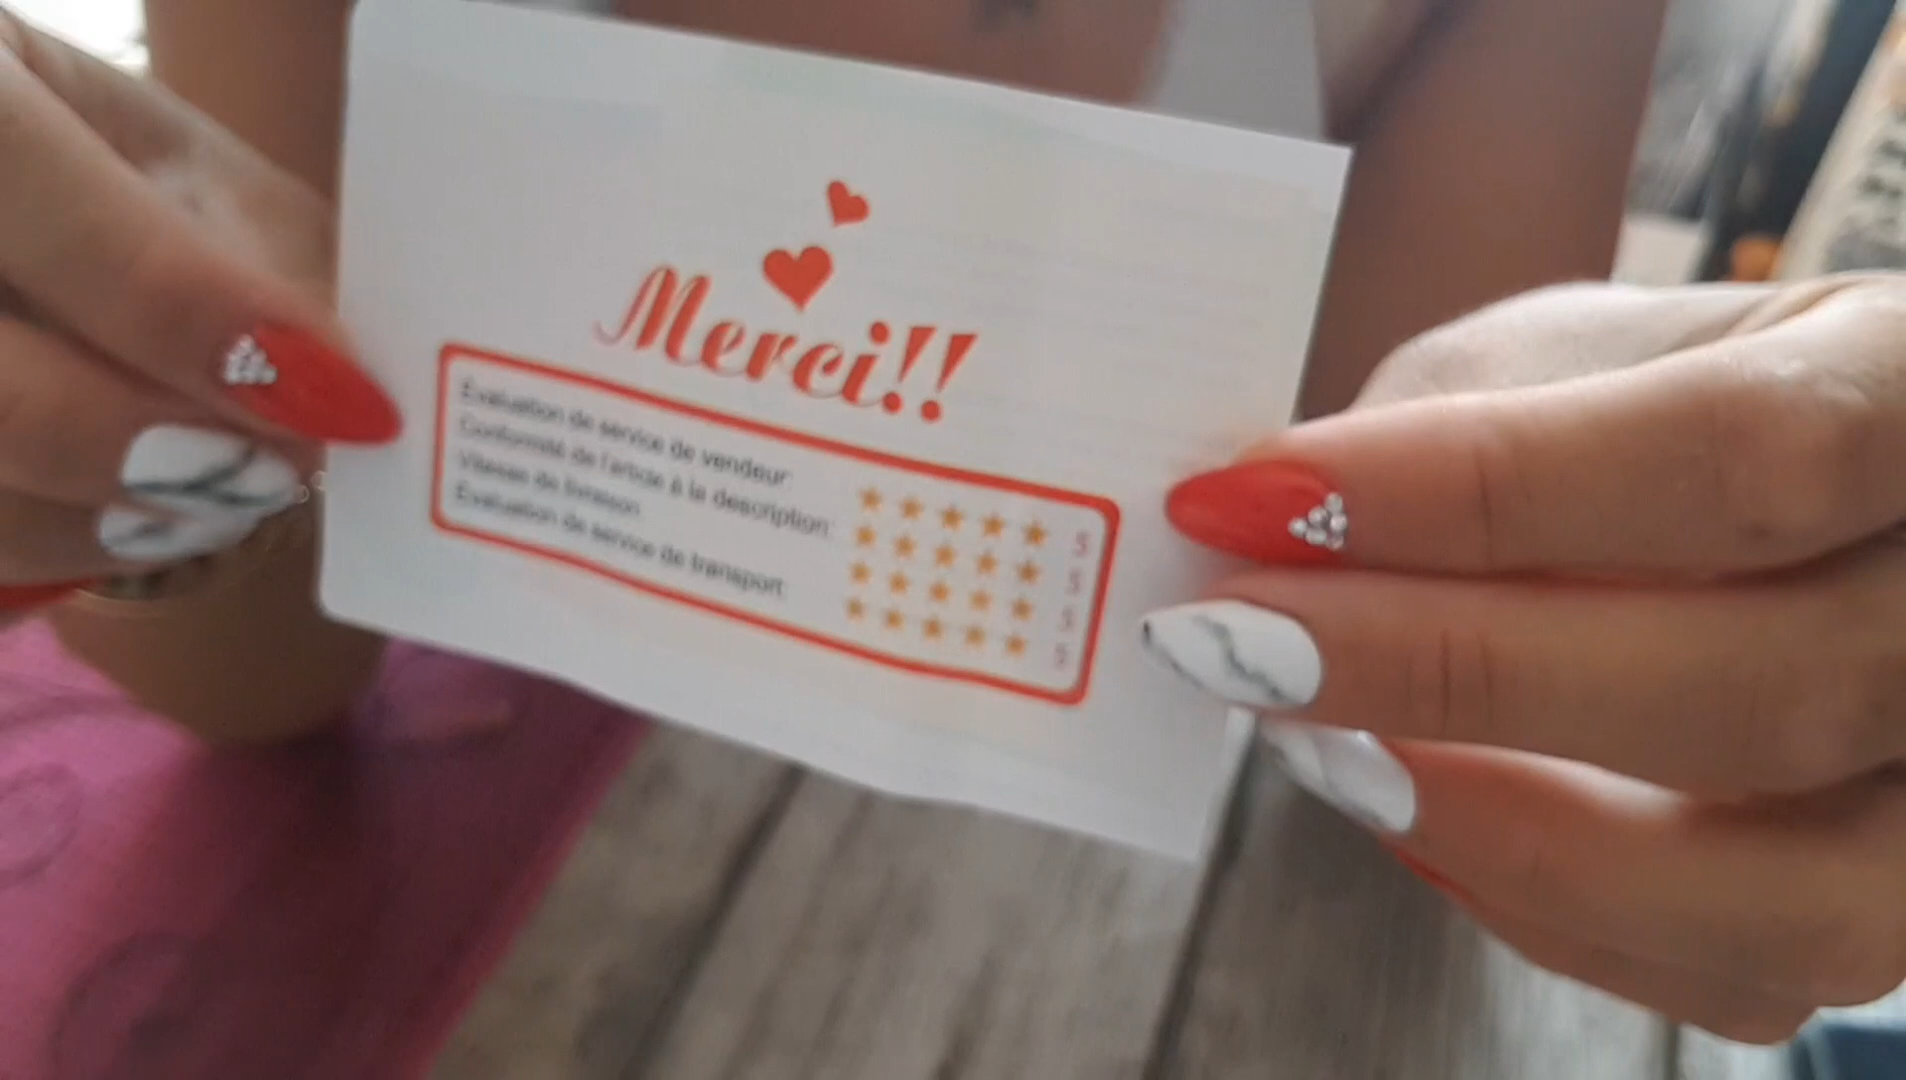 Merci!!
Évaluation de service de vendeur: ★★★★★ 5
Conformité de l'article à la description: ★★★★★ 5
Vitesse de livraison ★★★★★ 5
Évaluation de service de transport: ★★★★★ 5